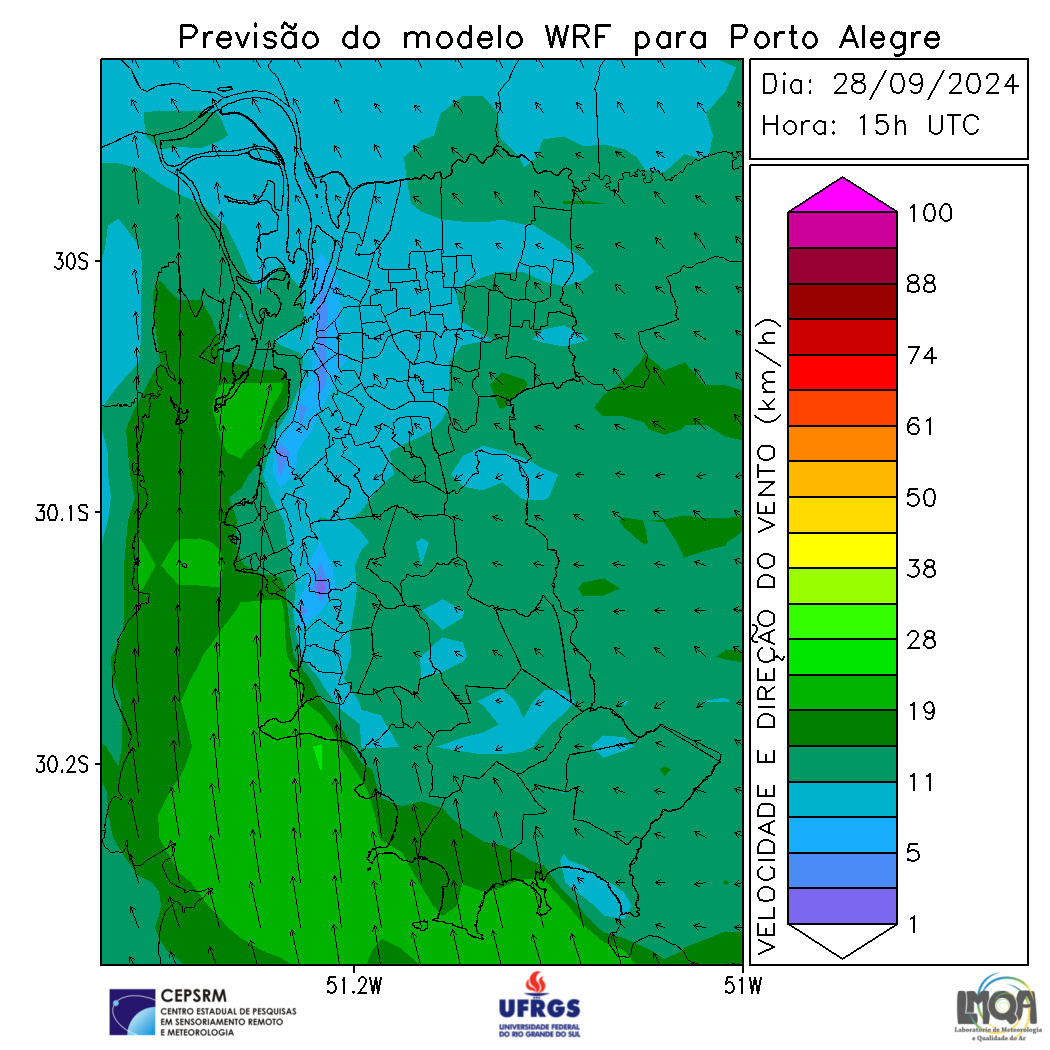 Previsão do modelo WRF para Porto Alegre
Dia: 28/09/2024
Hora: 15h UTC
30S
30.1S
30.2S
51.2W
51W
VELOCIDADE E DIREÇÃO DO VENTO (km/h)
100
88
74
61
50
38
28
19
11
5
1
CEPSRM
CENTRO ESTADUAL DE PESQUISAS
EM SENSORIAMENTO REMOTO
E METEOROLOGIA
UFRGS
UNIVERSIDADE FEDERAL
DO RIO GRANDE DO SUL
LMQA
Laboratório de Meteorologia
e Qualidade do Ar